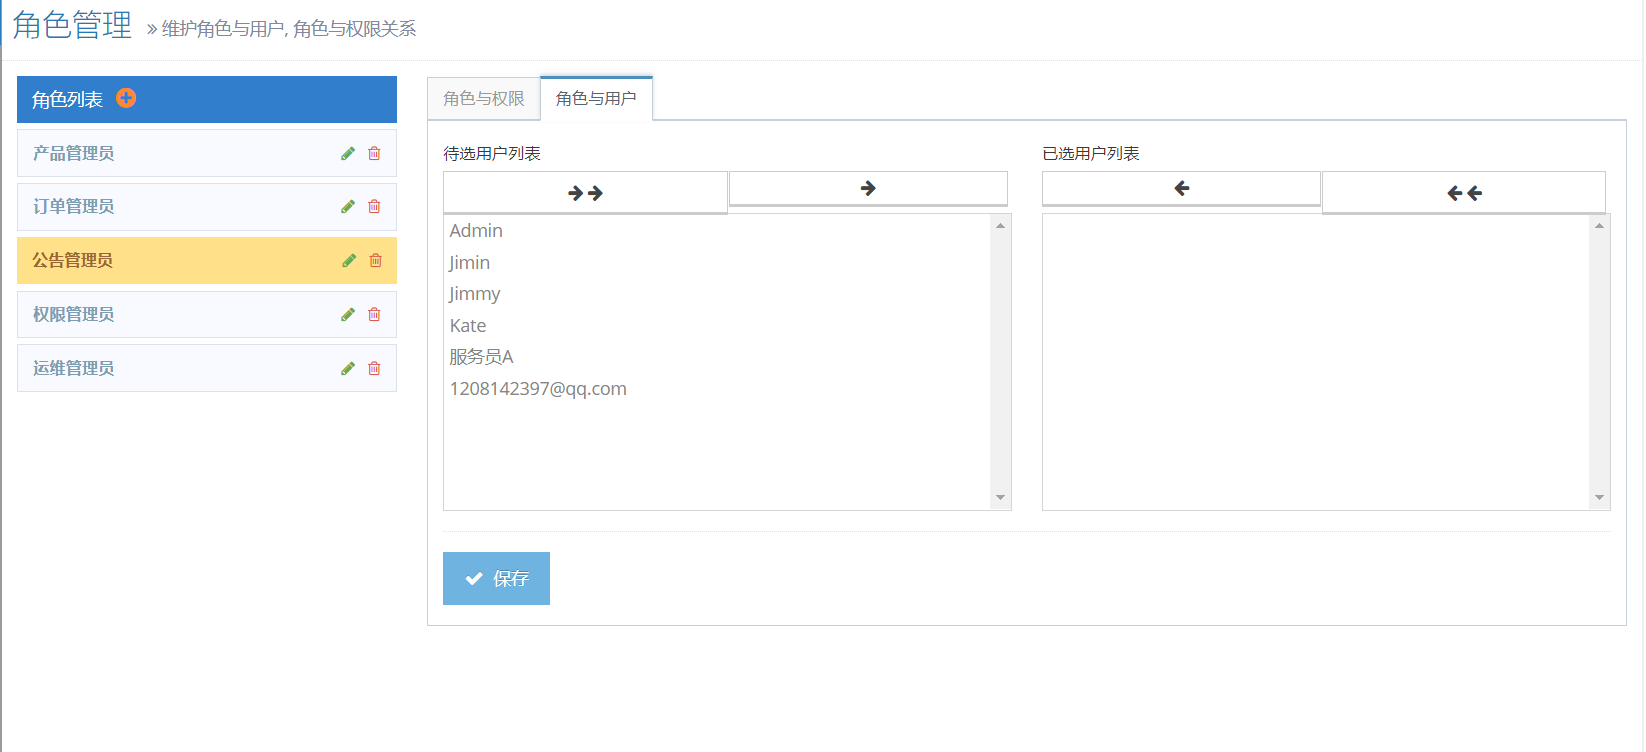 角色管理 » 维护角色与用户, 角色与权限关系
角色列表
产品管理员
订单管理员
公告管理员
权限管理员
运维管理员
角色与权限
角色与用户
待选用户列表
Admin
Jimin
Jimmy
Kate
服务员A
1208142397@qq.com
已选用户列表
保存